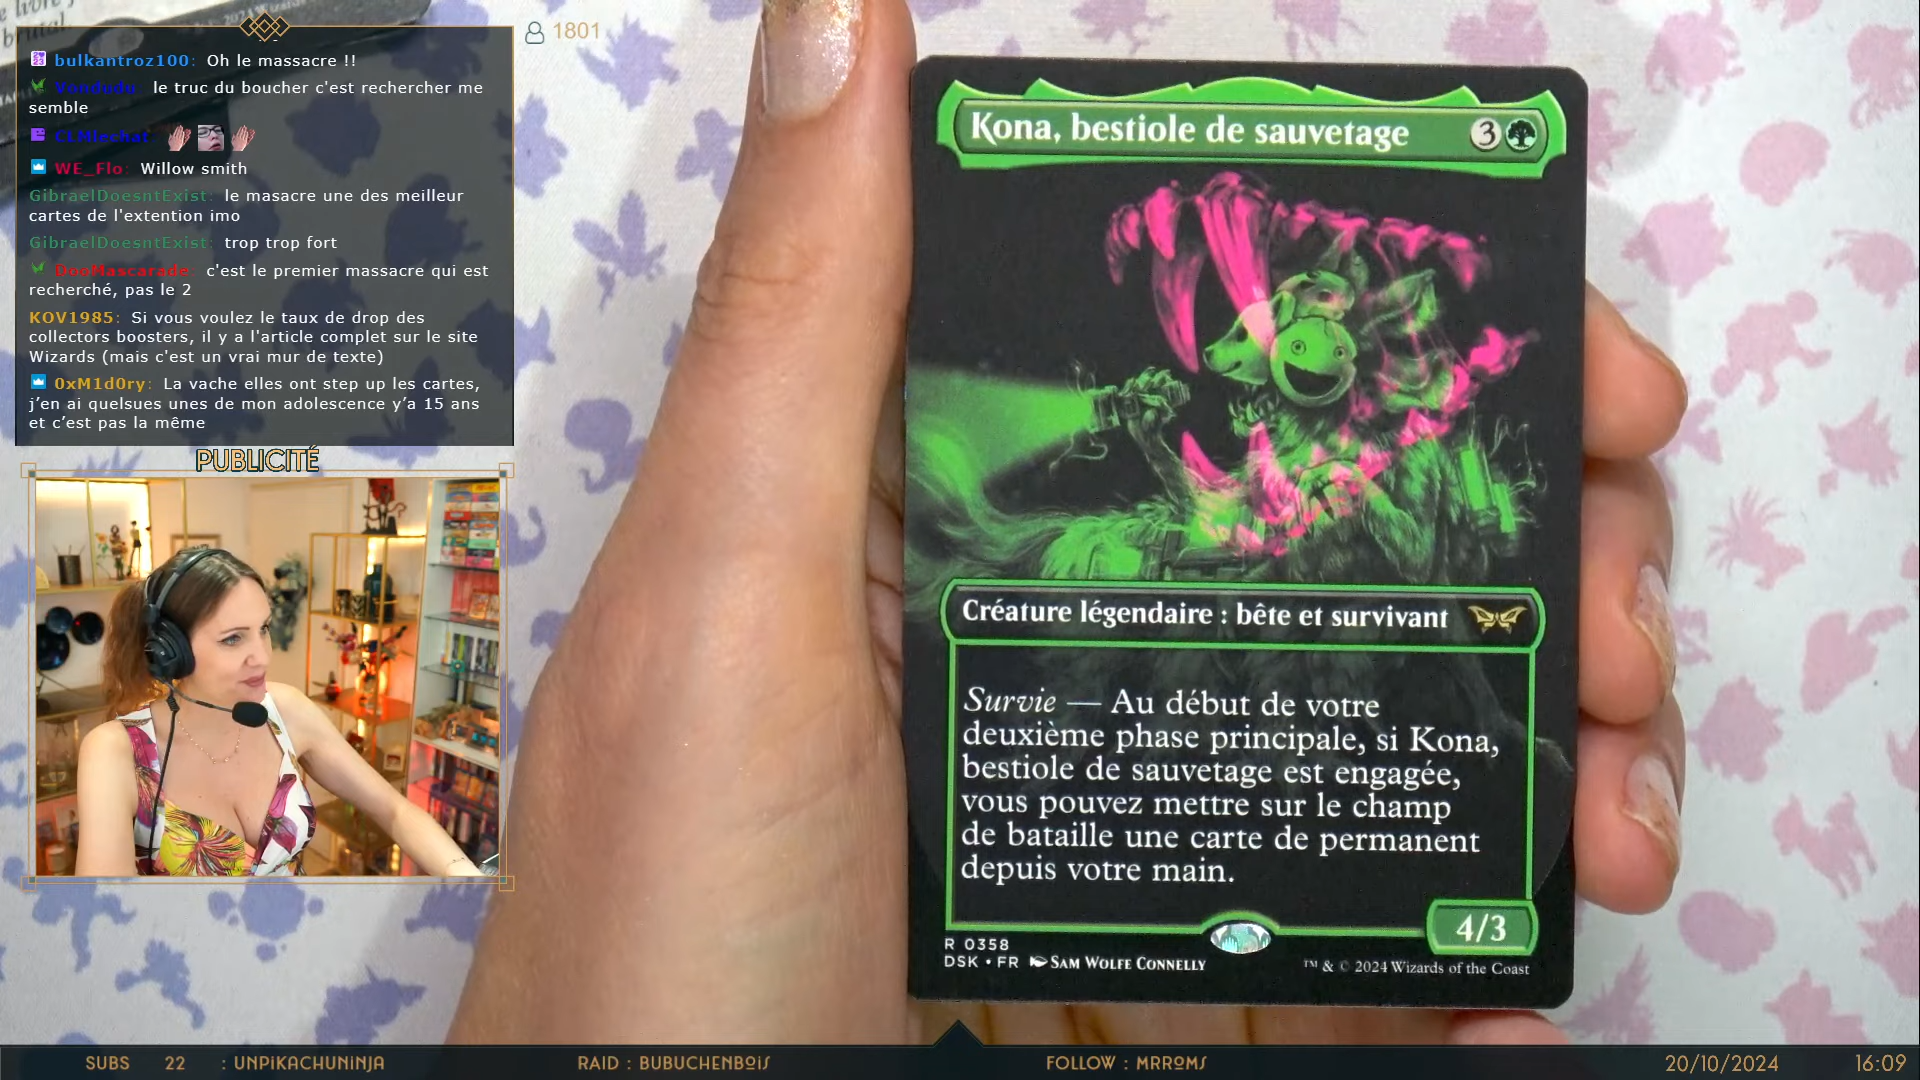 1801
bulkantroz100: Oh le massacre !!
Vondudu: le truc du boucher c'est rechercher me
semble
CLMlechat:
WE_Flo: Willow smith
GibraelDoesntExist: le masacre une des meilleur
cartes de l'extention imo
GibraelDoesntExist: trop trop fort
DooMascarade: c'est le premier massacre qui est
recherché, pas le 2
KOV1985: Si vous voulez le taux de drop des
collectors boosters, il y a l'article complet sur le site
Wizards (mais c'est un vrai mur de texte)
0xM1d0ry: La vache elles ont step up les cartes,
j'en ai quelsues unes de mon adolescence y'a 15 ans
et c'est pas la même
PUBLICITÉ
Kona, bestiole de sauvetage 3
Créature légendaire : bête et survivant
Survie — Au début de votre
deuxième phase principale, si Kona,
bestiole de sauvetage est engagée,
vous pouvez mettre sur le champ
de bataille une carte de permanent
depuis votre main.
4/3
R 0358
DSK • FR SAM WOLFE CONNELLY
™ & © 2024 Wizards of the Coast
SUBS 22 : UNPIKACHUNINJA
RAID : BUBUCHENBOIS
FOLLOW : MRROMS
20/10/2024 16:09